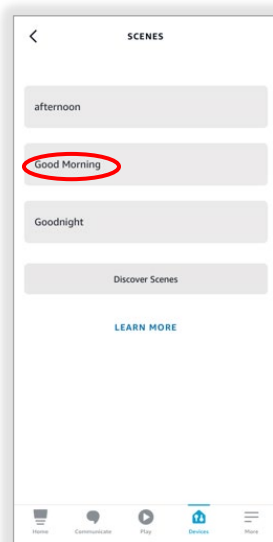 SCENES
afternoon
Good Morning
Goodnight
Discover Scenes
LEARN MORE
Home Communicate Play Devices More